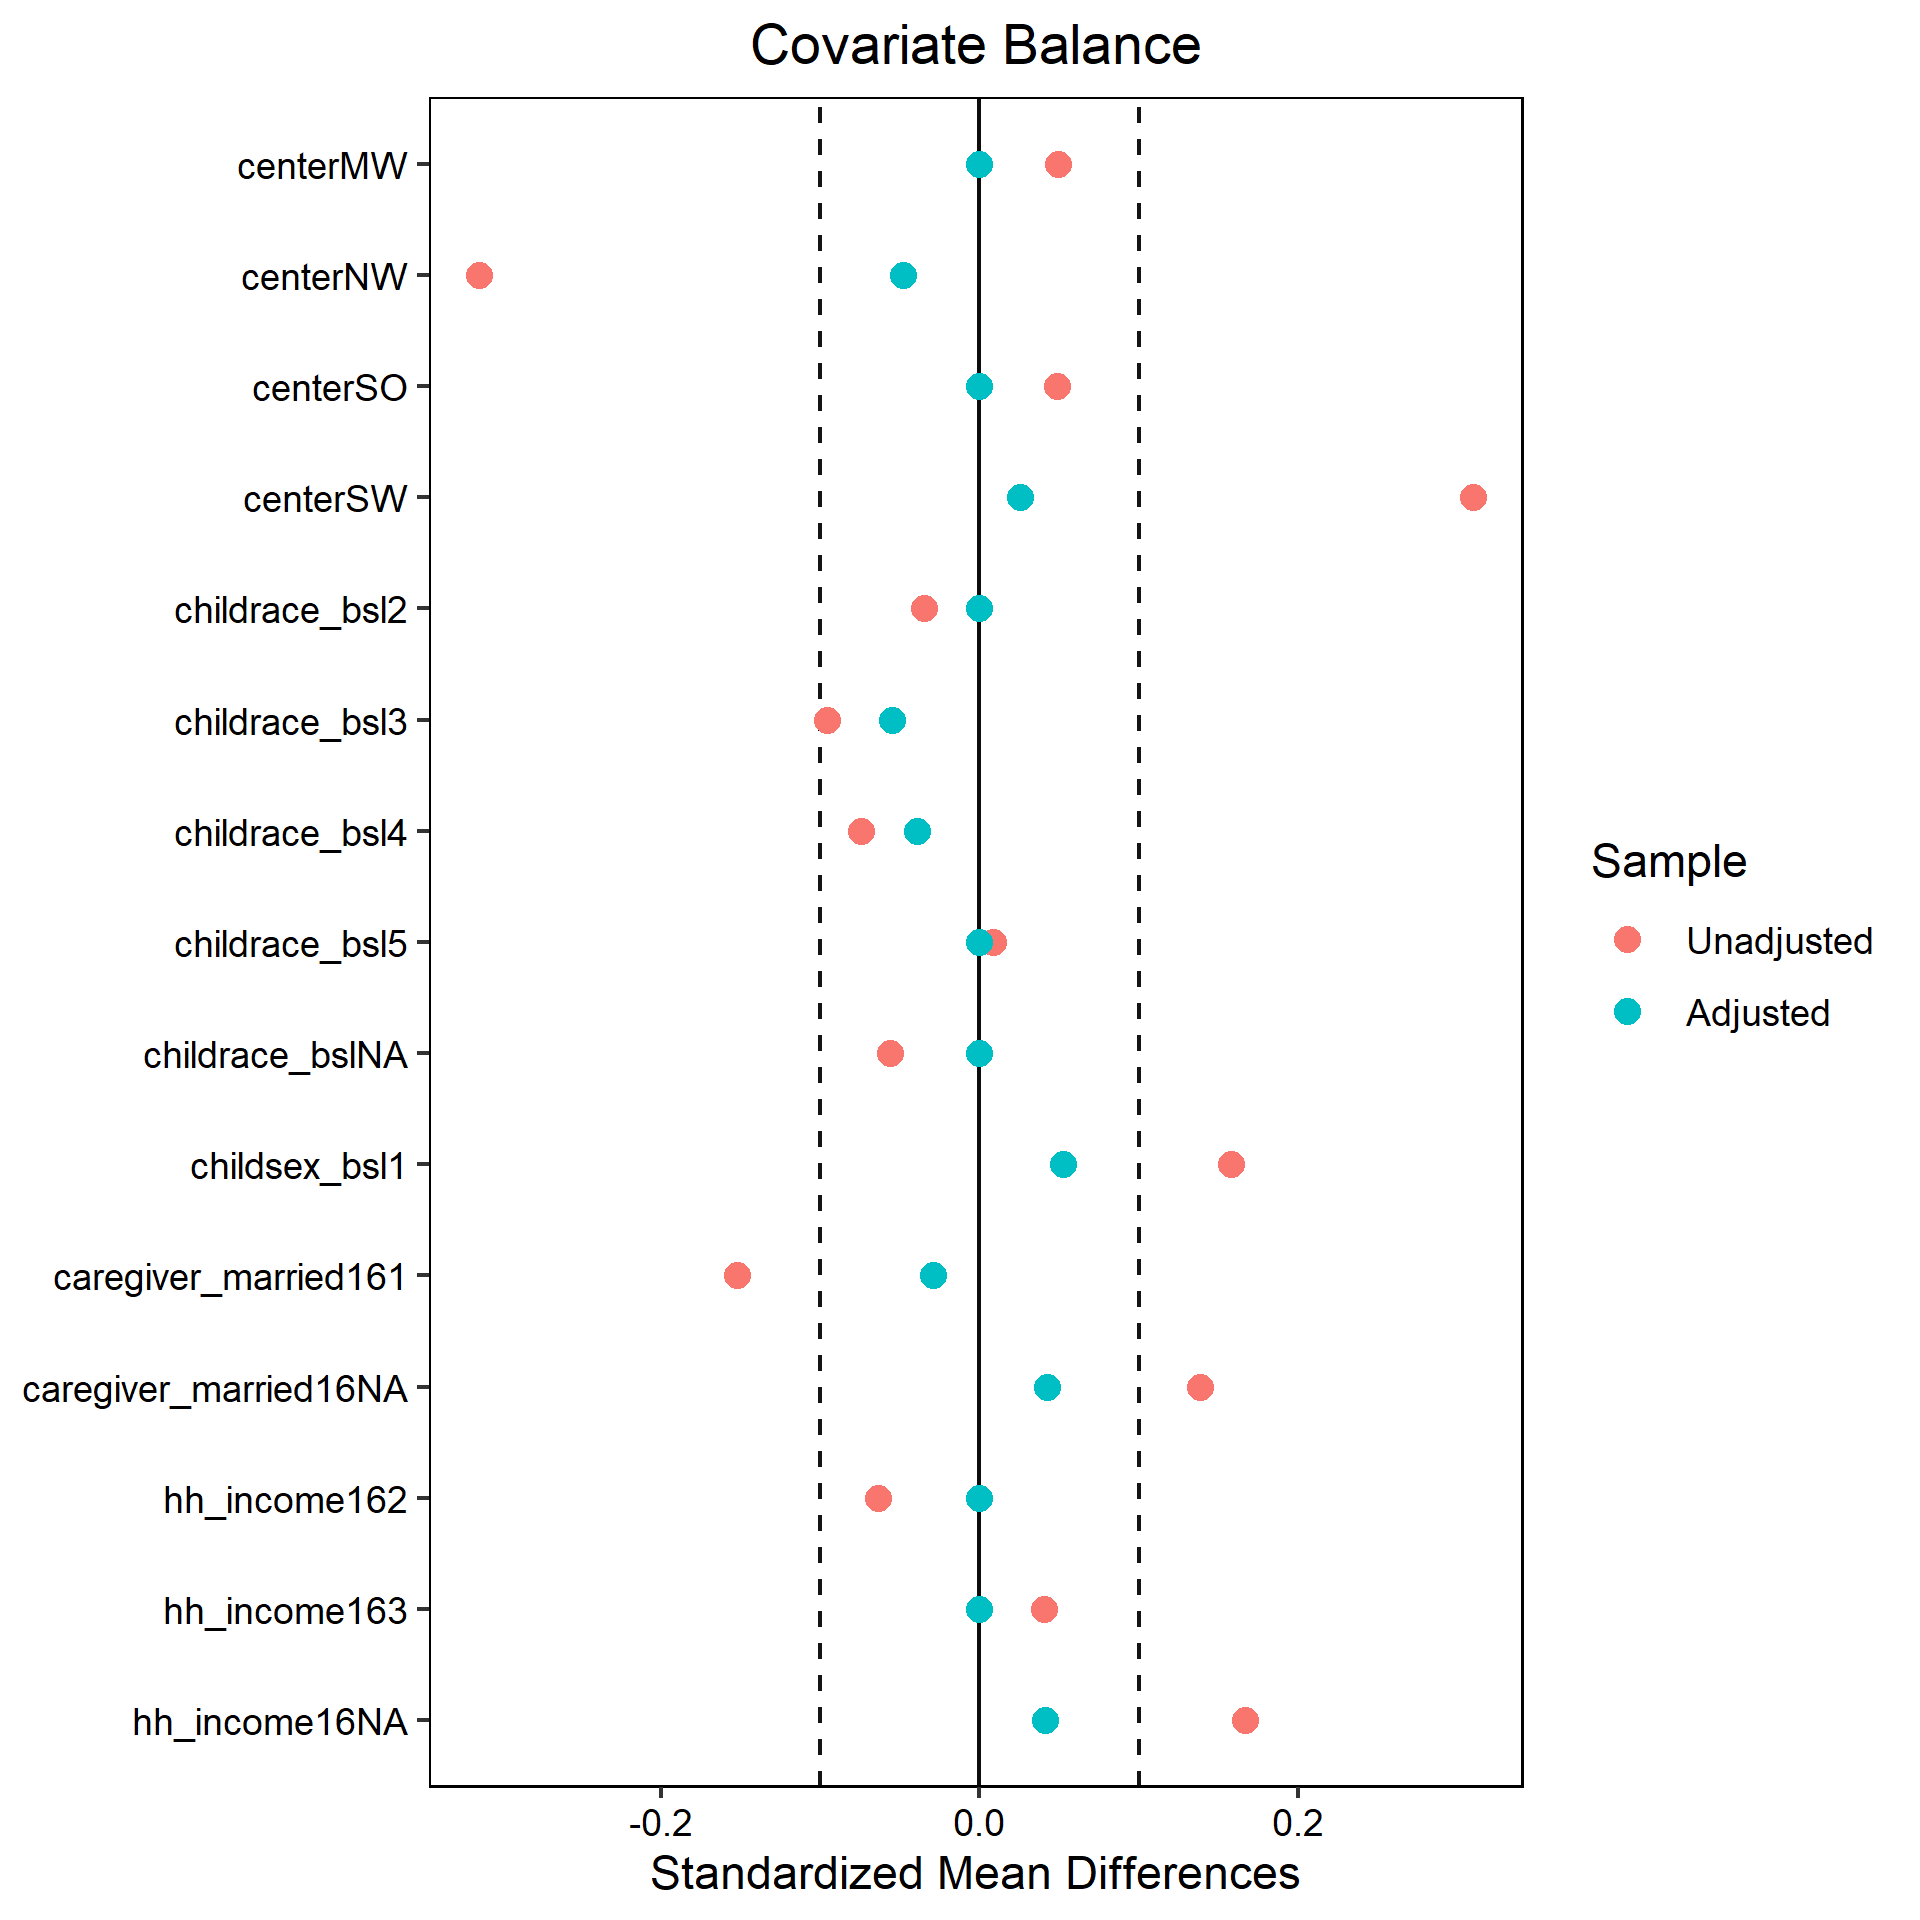 Covariate Balance
centerMW
centerNW
centerSO
centerSW
childrace_bsl2
childrace_bsl3
childrace_bsl4
childrace_bsl5
childrace_bslNA
childsex_bsl1
caregiver_married161
caregiver_married16NA
hh_income162
hh_income163
hh_income16NA
-0.2 0.0 0.2
Standardized Mean Differences
Sample
Unadjusted
Adjusted